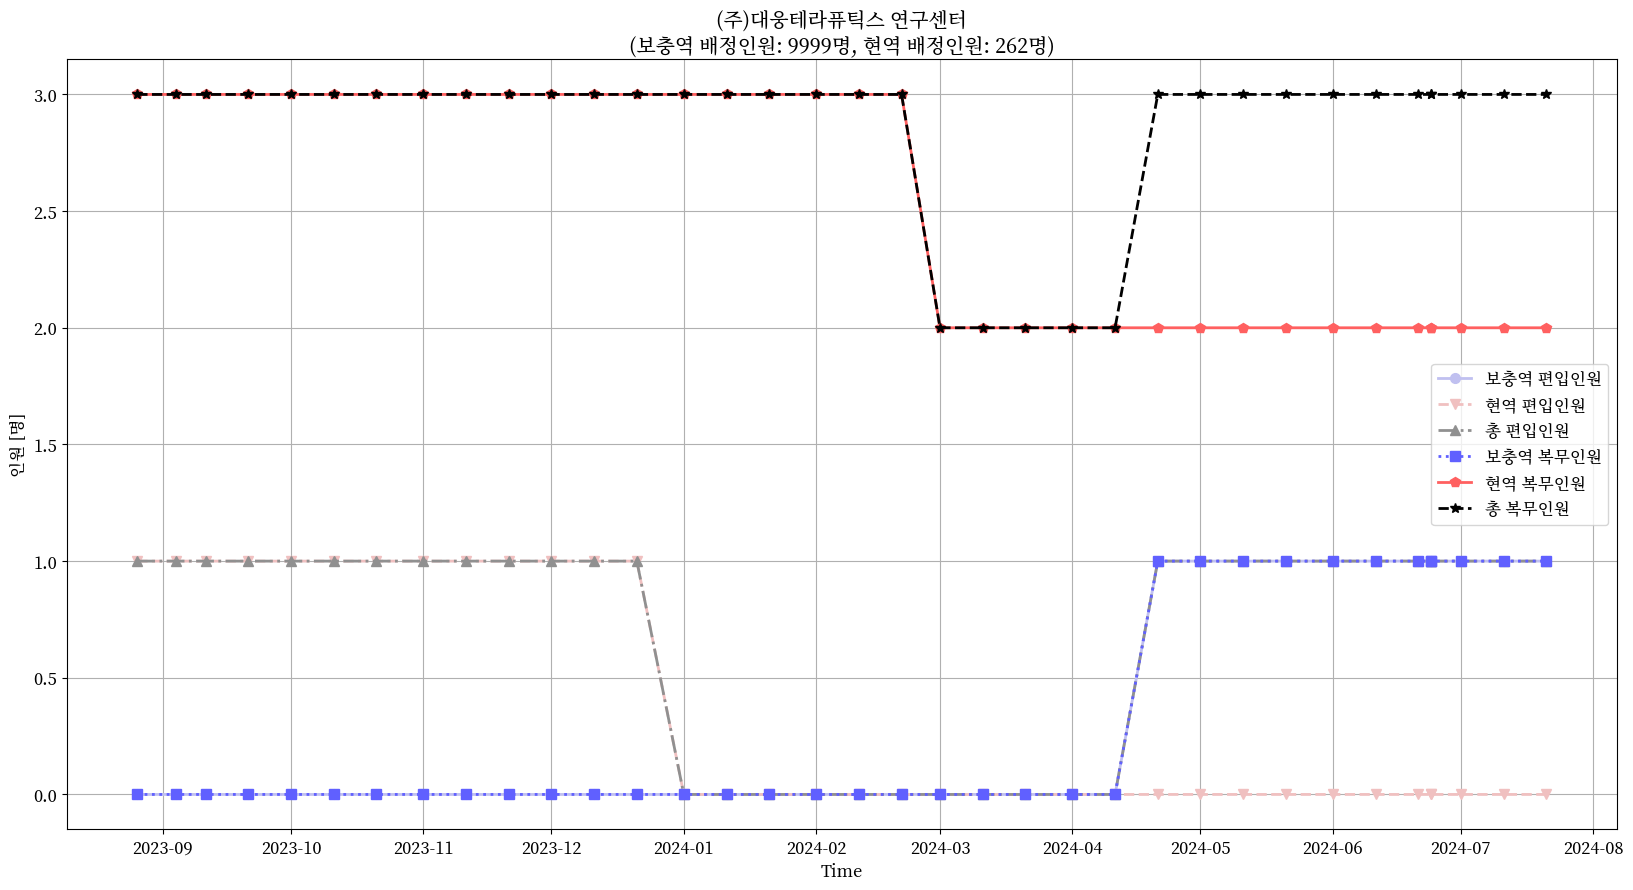 (주)대웅테라퓨틱스 연구센터
(보충역 배정인원: 9999명, 현역 배정인원: 262명)
인원 [명]
3.0
2.5
2.0
1.5
1.0
0.5
0.0
보충역 편입인원
현역 편입인원
총 편입인원
보충역 복무인원
현역 복무인원
총 복무인원
2023-09 2023-10 2023-11 2023-12 2024-01 2024-02 2024-03 2024-04 2024-05 2024-06 2024-07 2024-08
Time